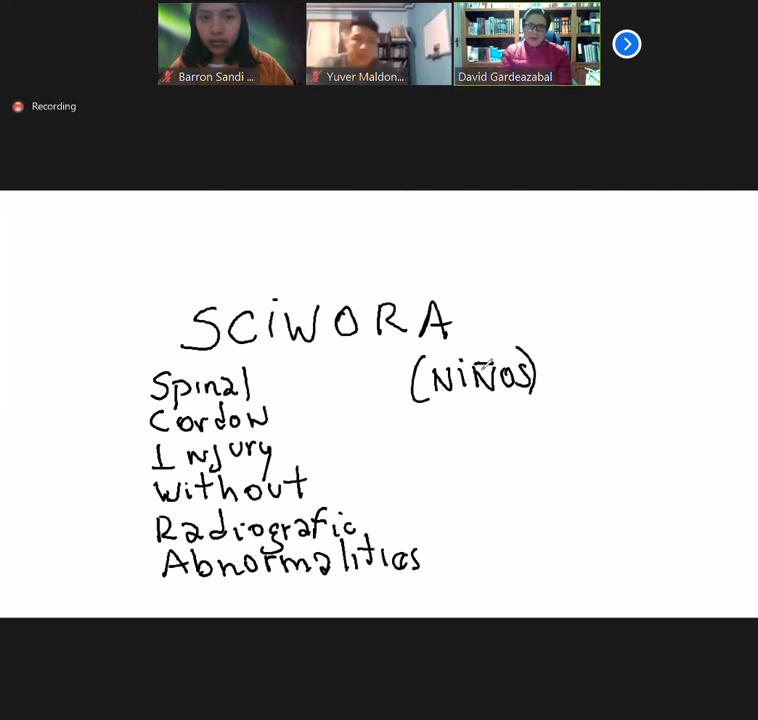 Barron Sandi ...
Yuver Maldon...
David Gardeazabal
Recording
SCIWORA
(NIÑOS)
Spinal
Cordon
Injury
Without
Radiografic
Abnormalities